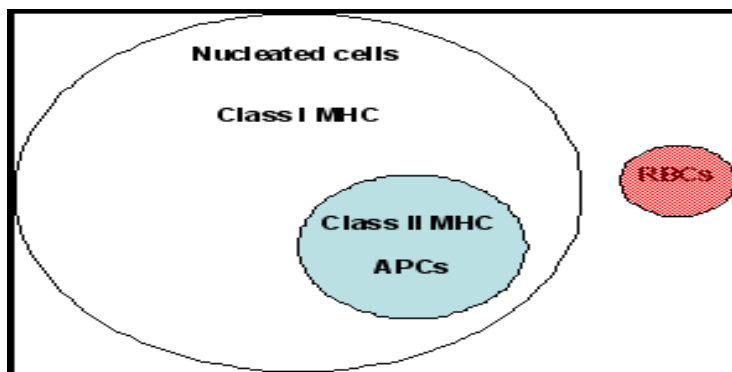 Nucleated cells
Class I MHC
RBCs
Class II MHC
APCs